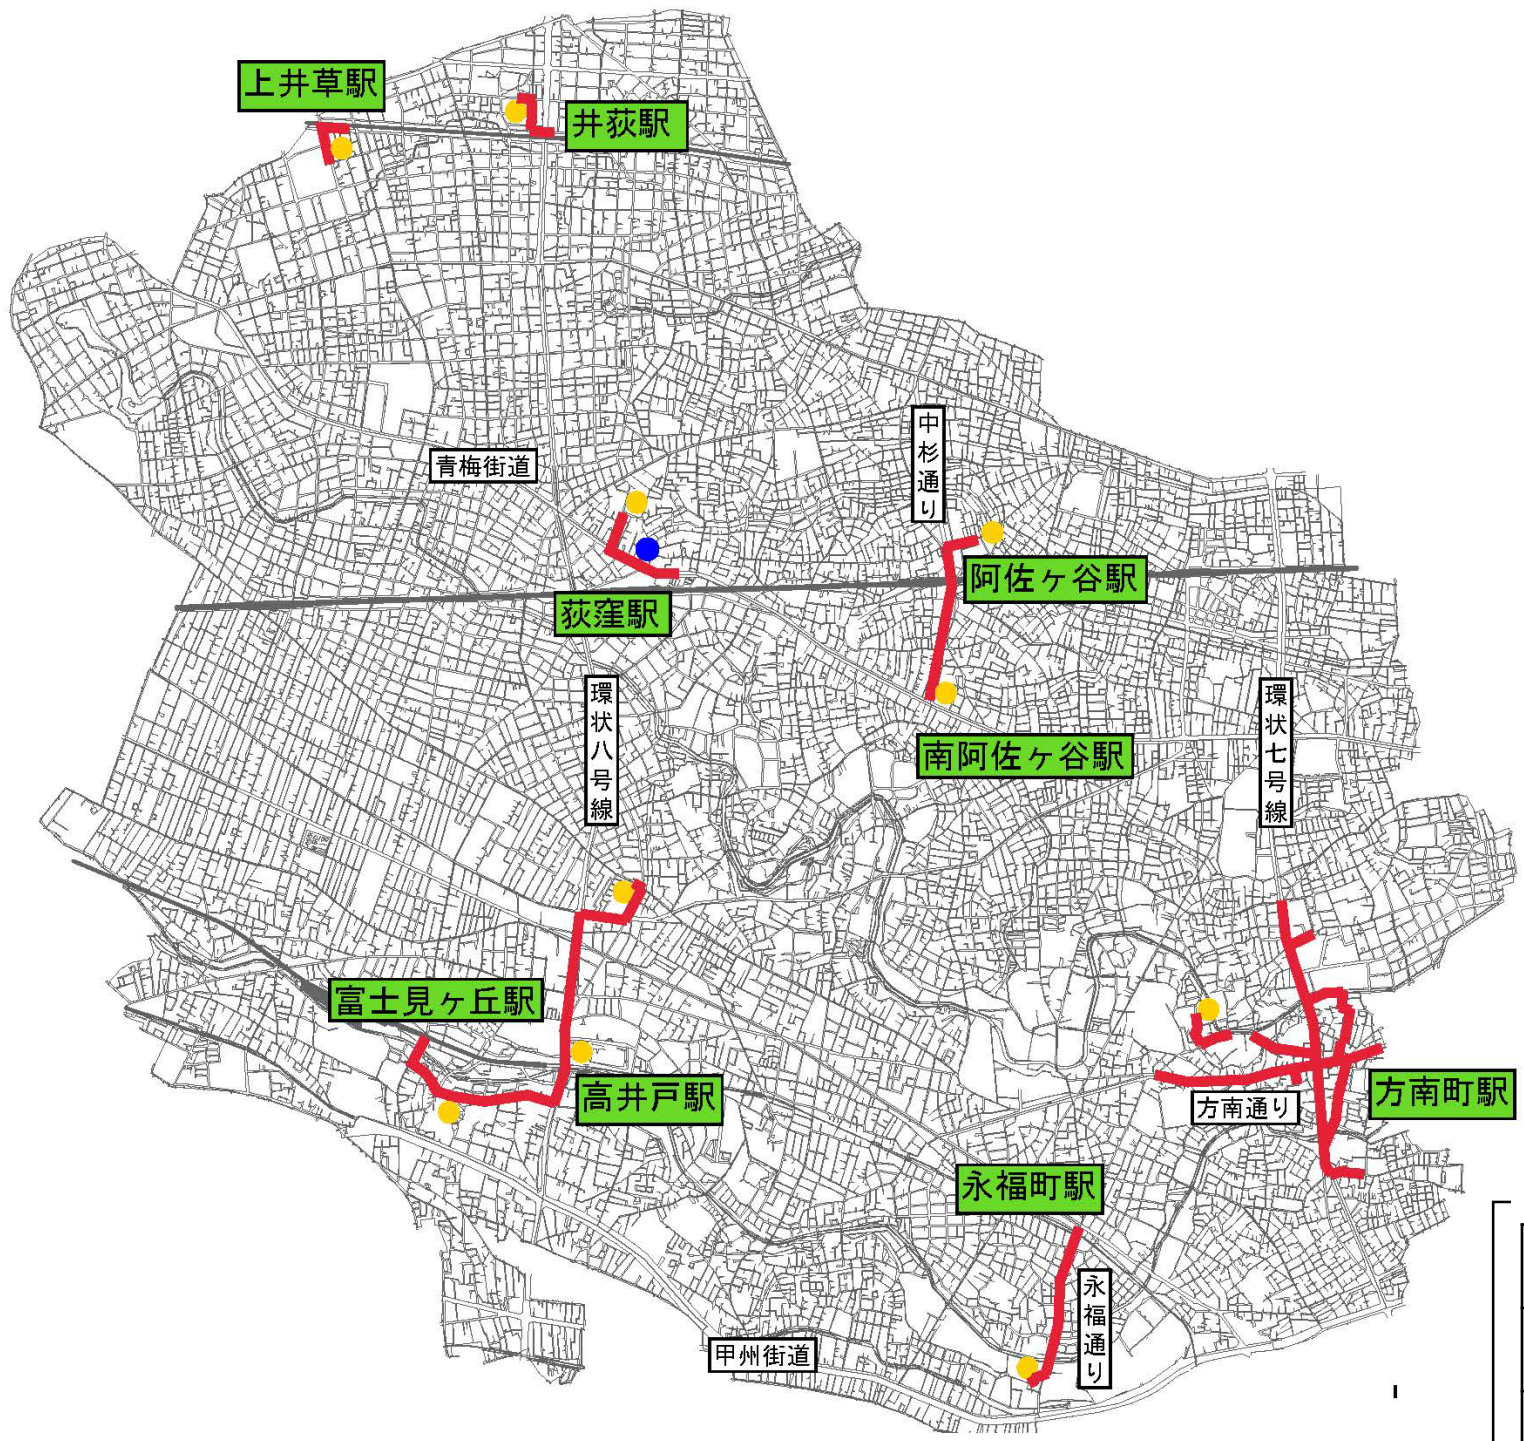 上井草駅
井荻駅
中杉通り
青梅街道
阿佐ヶ谷駅
荻窪駅
環状八号線
環状七号線
南阿佐ヶ谷駅
富士見ヶ丘駅
高井戸駅
方南町駅
方南通り
永福町駅
永福通り
甲州街道